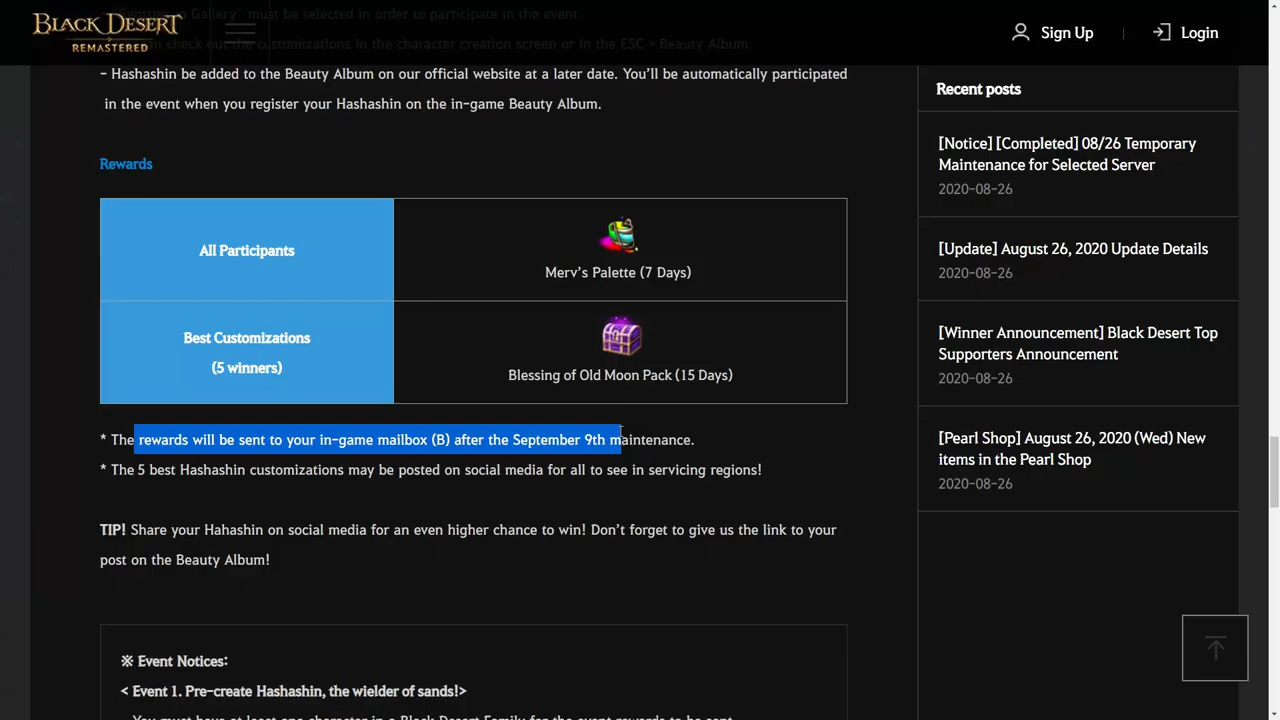 BLACK DESERT
REMASTERED
Sign Up
Login
"Register in Gallery" must be selected in order to participate in the event.
check out the customizations in the character creation screen or in the ESC > Beauty Album.
- Hashashin be added to the Beauty Album on our official website at a later date. You'll be automatically participated
in the event when you register your Hashashin on the in-game Beauty Album.
Rewards
All Participants
Merv's Palette (7 Days)
Best Customizations
(5 winners)
Blessing of Old Moon Pack (15 Days)
* The rewards will be sent to your in-game mailbox (B) after the September 9th maintenance.
* The 5 best Hashashin customizations may be posted on social media for all to see in servicing regions!
TIP! Share your Hahashin on social media for an even higher chance to win! Don't forget to give us the link to your
post on the Beauty Album!
※ Event Notices:
< Event 1. Pre-create Hashashin, the wielder of sands!>
You must have at least one character in a Black Desert Family for the event rewards to be sent
Recent posts
[Notice] [Completed] 08/26 Temporary
Maintenance for Selected Server
2020-08-26
[Update] August 26, 2020 Update Details
2020-08-26
[Winner Announcement] Black Desert Top
Supporters Announcement
2020-08-26
[Pearl Shop] August 26, 2020 (Wed) New
items in the Pearl Shop
2020-08-26